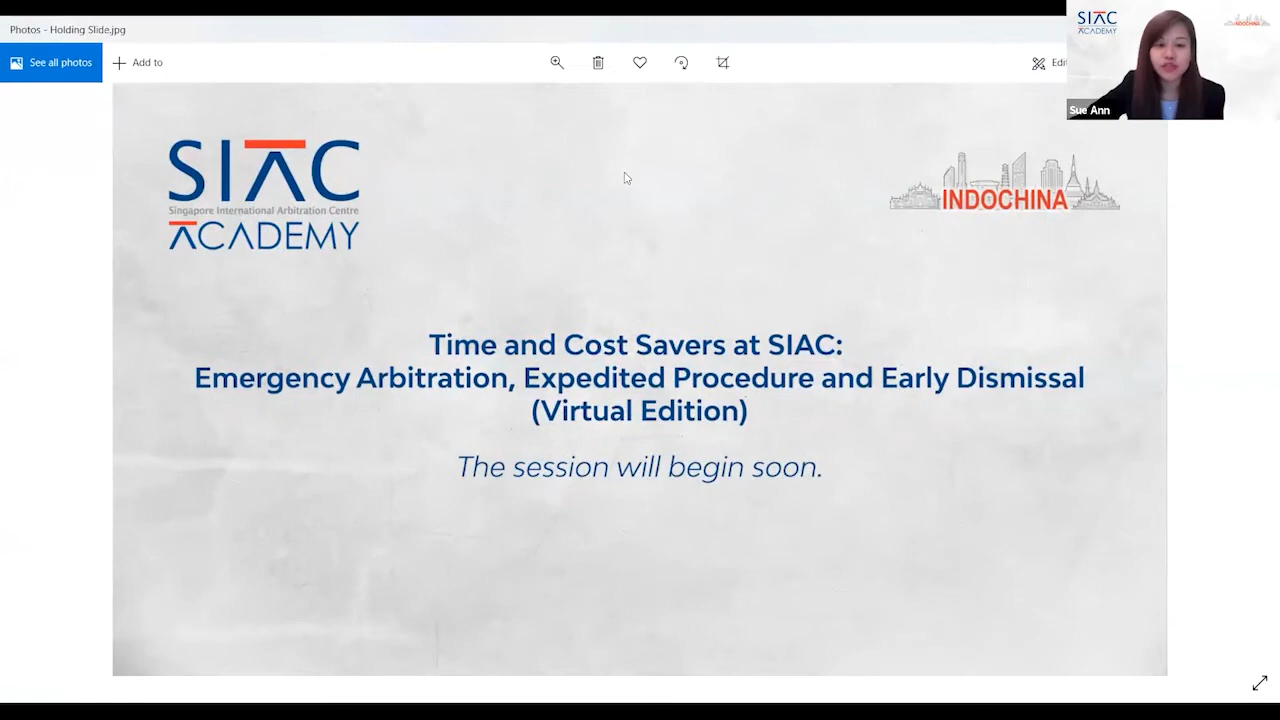 Photos - Holding Slide.jpg
See all photos
Add to
Edi
SIAC
ACADEMY
INDOCHINA
Sue Ann
SIAC
Singapore International Arbitration Centre
ACADEMY
INDOCHINA
Time and Cost Savers at SIAC:
Emergency Arbitration, Expedited Procedure and Early Dismissal
(Virtual Edition)
The session will begin soon.